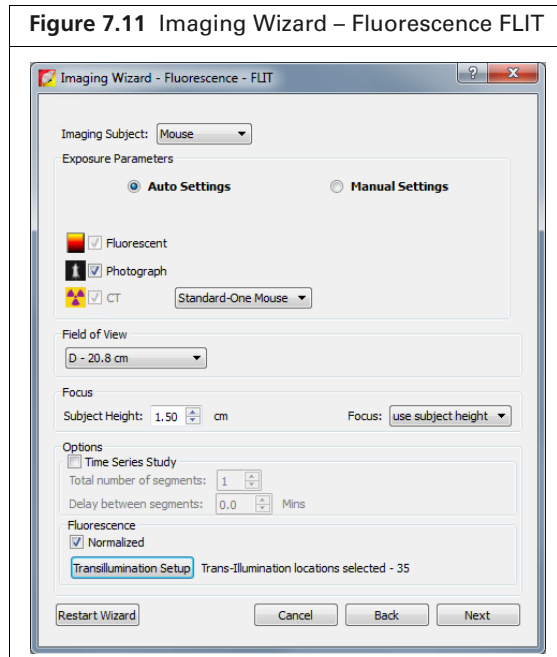 Figure 7.11 Imaging Wizard – Fluorescence FLIT
Imaging Wizard - Fluorescence - FLIT
Imaging Subject: Mouse
Exposure Parameters
Auto Settings Manual Settings
Fluorescent
Photograph
CT Standard-One Mouse
Field of View
D - 20.8 cm
Focus
Subject Height: 1.50 cm Focus: use subject height
Options
Time Series Study
Total number of segments: 1
Delay between segments: 0.0 Mins
Fluorescence
Normalized
Transillumination Setup Trans-Illumination locations selected - 35
Restart Wizard Cancel Back Next